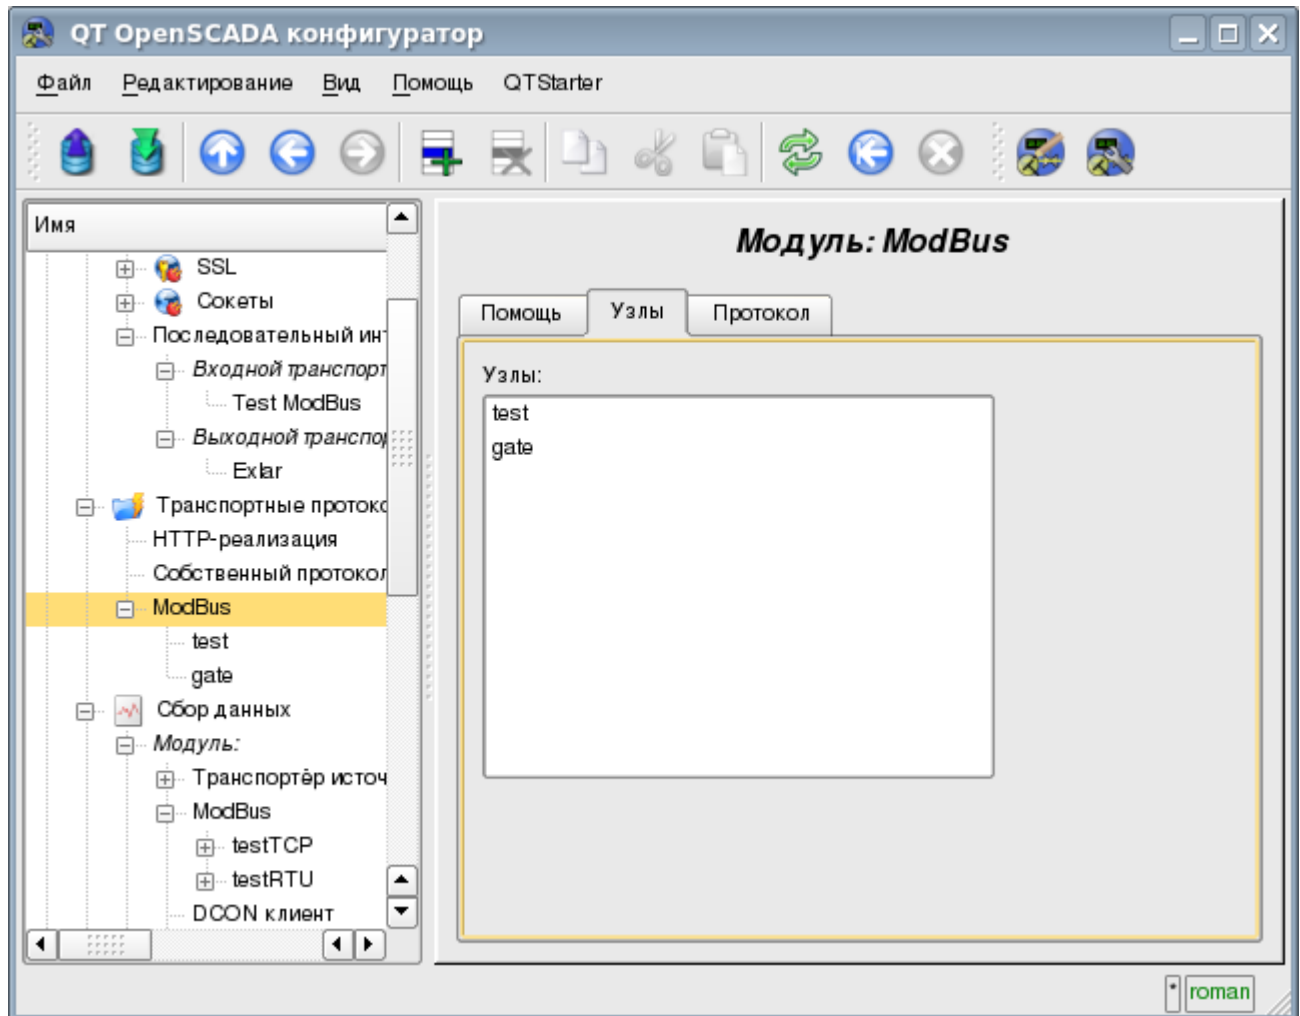 QT OpenSCADA конфигуратор
Файл Редактирование Вид Помощь QTStarter
Имя
SSL
Сокеты
Последовательный инт
Входной транспорт
Test ModBus
Выходной транспор
Exlar
Транспортные протоко
HTTP-реализация
Собственный протокол
ModBus
test
gate
Сбор данных
Модуль:
Транспортёр источ
ModBus
testTCP
testRTU
DCON клиент
Модуль: ModBus
Помощь Узлы Протокол
Узлы:
test
gate
* roman